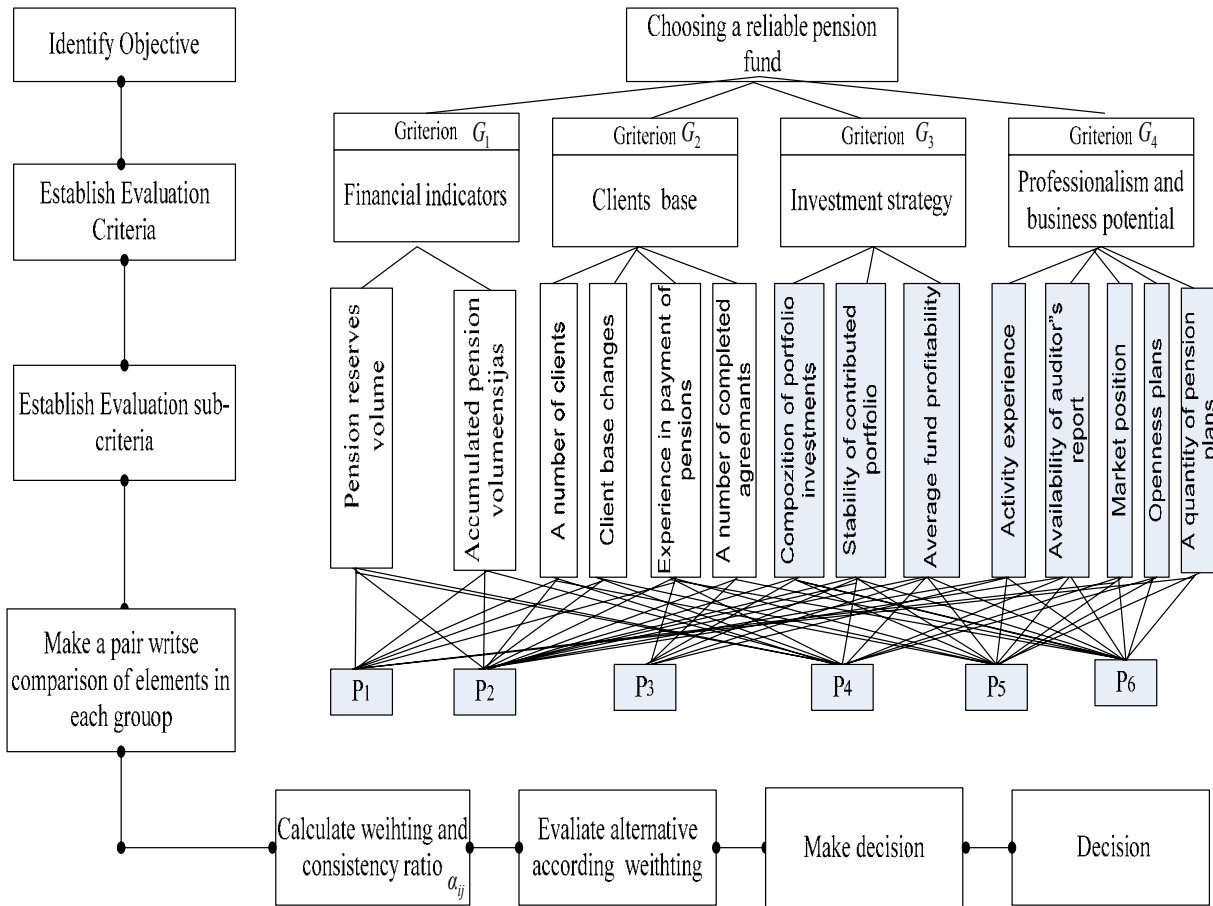 Identify Objective
Choosing a reliable pension
fund
Griterion G1
Griterion G2
Griterion G3
Griterion G4
Establish Evaluation
Criteria
Financial indicators
Clients base
Investment strategy
Professionalism and
business potential
Establish Evaluation sub-
criteria
Pension reserves
volume
Accumulated pension
volumeensijas
A number of clients
Client base changes
Experience in payment of
pensions
A number of completed
agreemants
Compozition of portfolio
investments
Stability of contributed
portfolio
Average fund profitability
Activity experience
Availability of auditor"s
report
Market position
Openness plans
A quantity of pension
plans
Make a pair writse
comparison of elements in
each grouop
P1
P2
P3
P4
P5
P6
Calculate weihting and
consistency ratio αij
Evaliate alternative
according weihting
Make decision
Decision